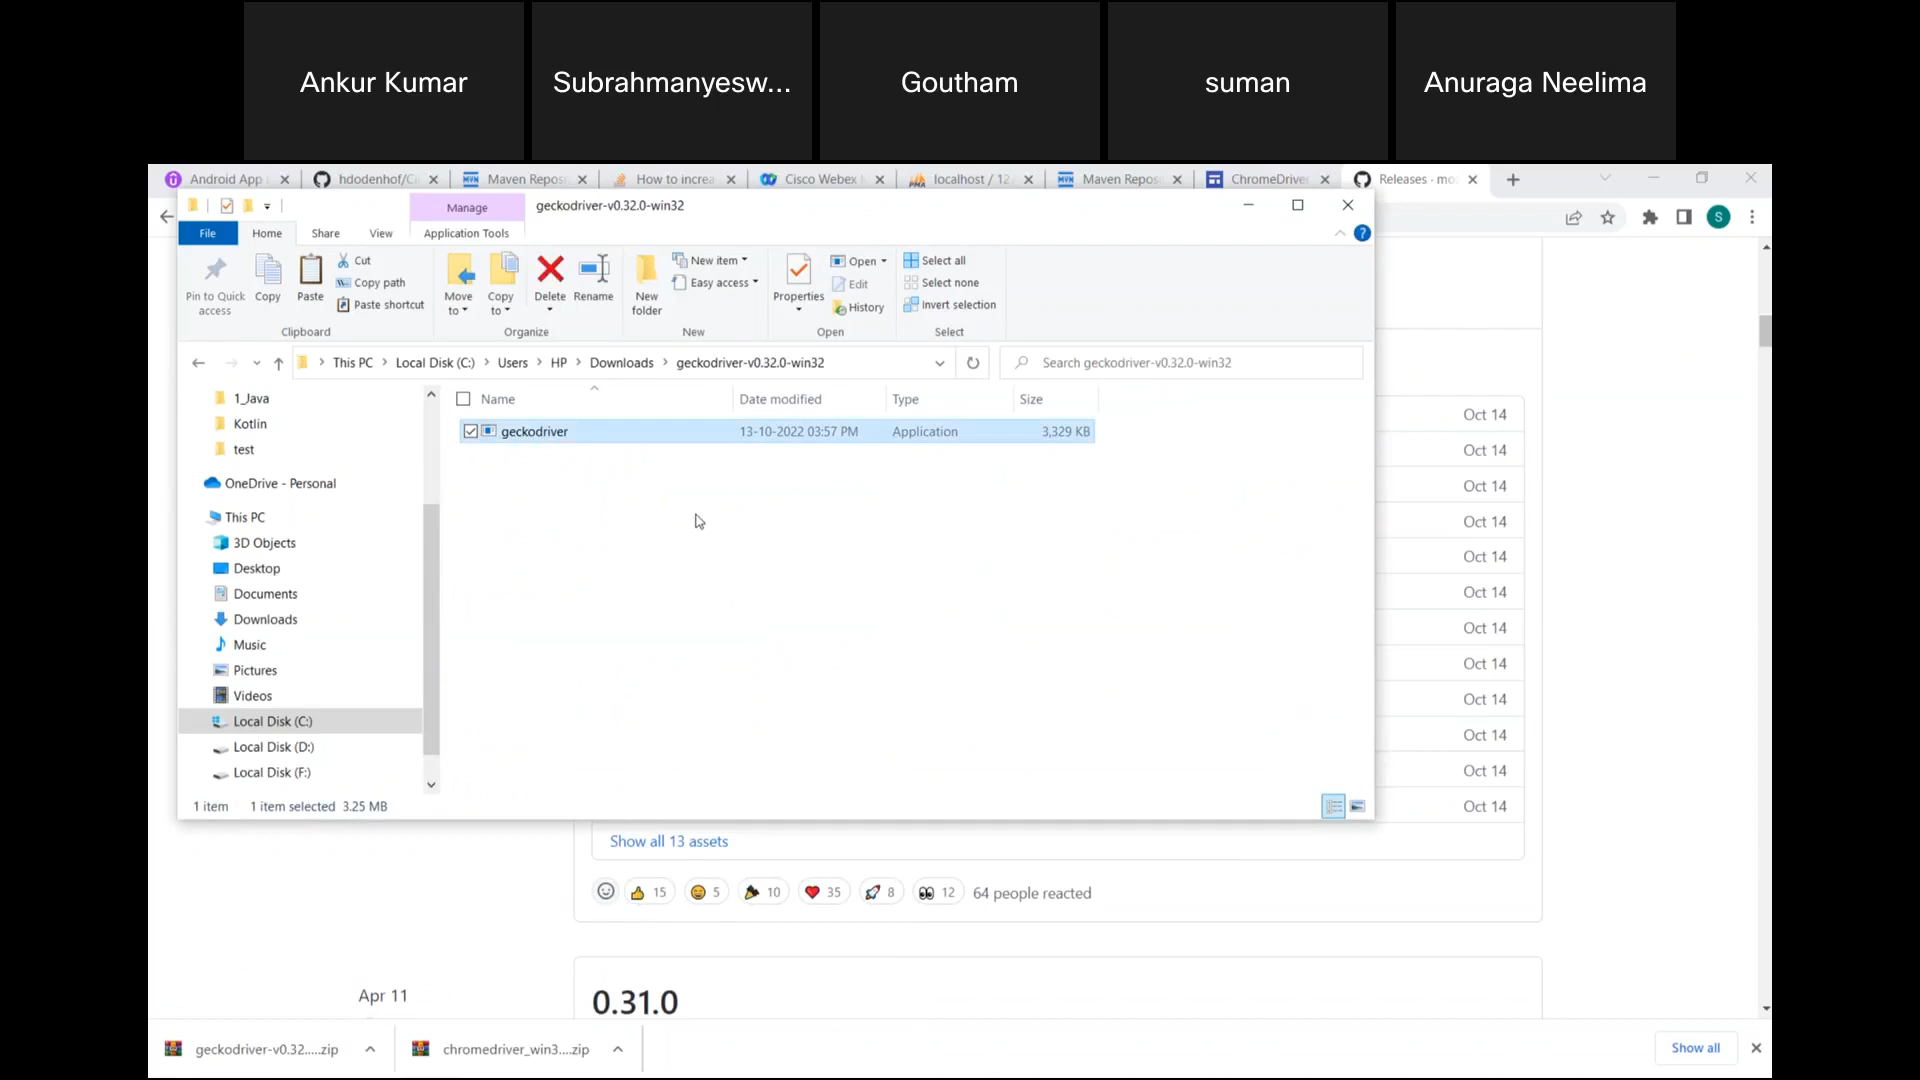 Ankur Kumar
Subrahmanyesw...
Goutham
suman
Anuraga Neelima
Android App
hdodenhof/Ci
Maven Repos
How to increa
Cisco Webex
localhost / 12
Maven Repos
ChromeDriver
Releases · mo
Manage
geckodriver-v0.32.0-win32
File
Home
Share
View
Application Tools
S
Pin to Quick access
Copy
Paste
Cut
Copy path
Paste shortcut
Clipboard
Move to
Copy to
Delete
Rename
Organize
New folder
New item
Easy access
New
Properties
Open
Edit
History
Open
Select all
Select none
Invert selection
Select
This PC > Local Disk (C:) > Users > HP > Downloads > geckodriver-v0.32.0-win32
Search geckodriver-v0.32.0-win32
1_Java
Kotlin
test
OneDrive - Personal
This PC
3D Objects
Desktop
Documents
Downloads
Music
Pictures
Videos
Local Disk (C:)
Local Disk (D:)
Local Disk (F:)
Name
Date modified
Type
Size
geckodriver
13-10-2022 03:57 PM
Application
3,329 KB
1 item
1 item selected 3.25 MB
Oct 14
Oct 14
Oct 14
Oct 14
Oct 14
Oct 14
Oct 14
Oct 14
Oct 14
Oct 14
Oct 14
Oct 14
Show all 13 assets
15
5
10
35
8
12
64 people reacted
Apr 11
0.31.0
geckodriver-v0.32.....zip
chromedriver_win3....zip
Show all